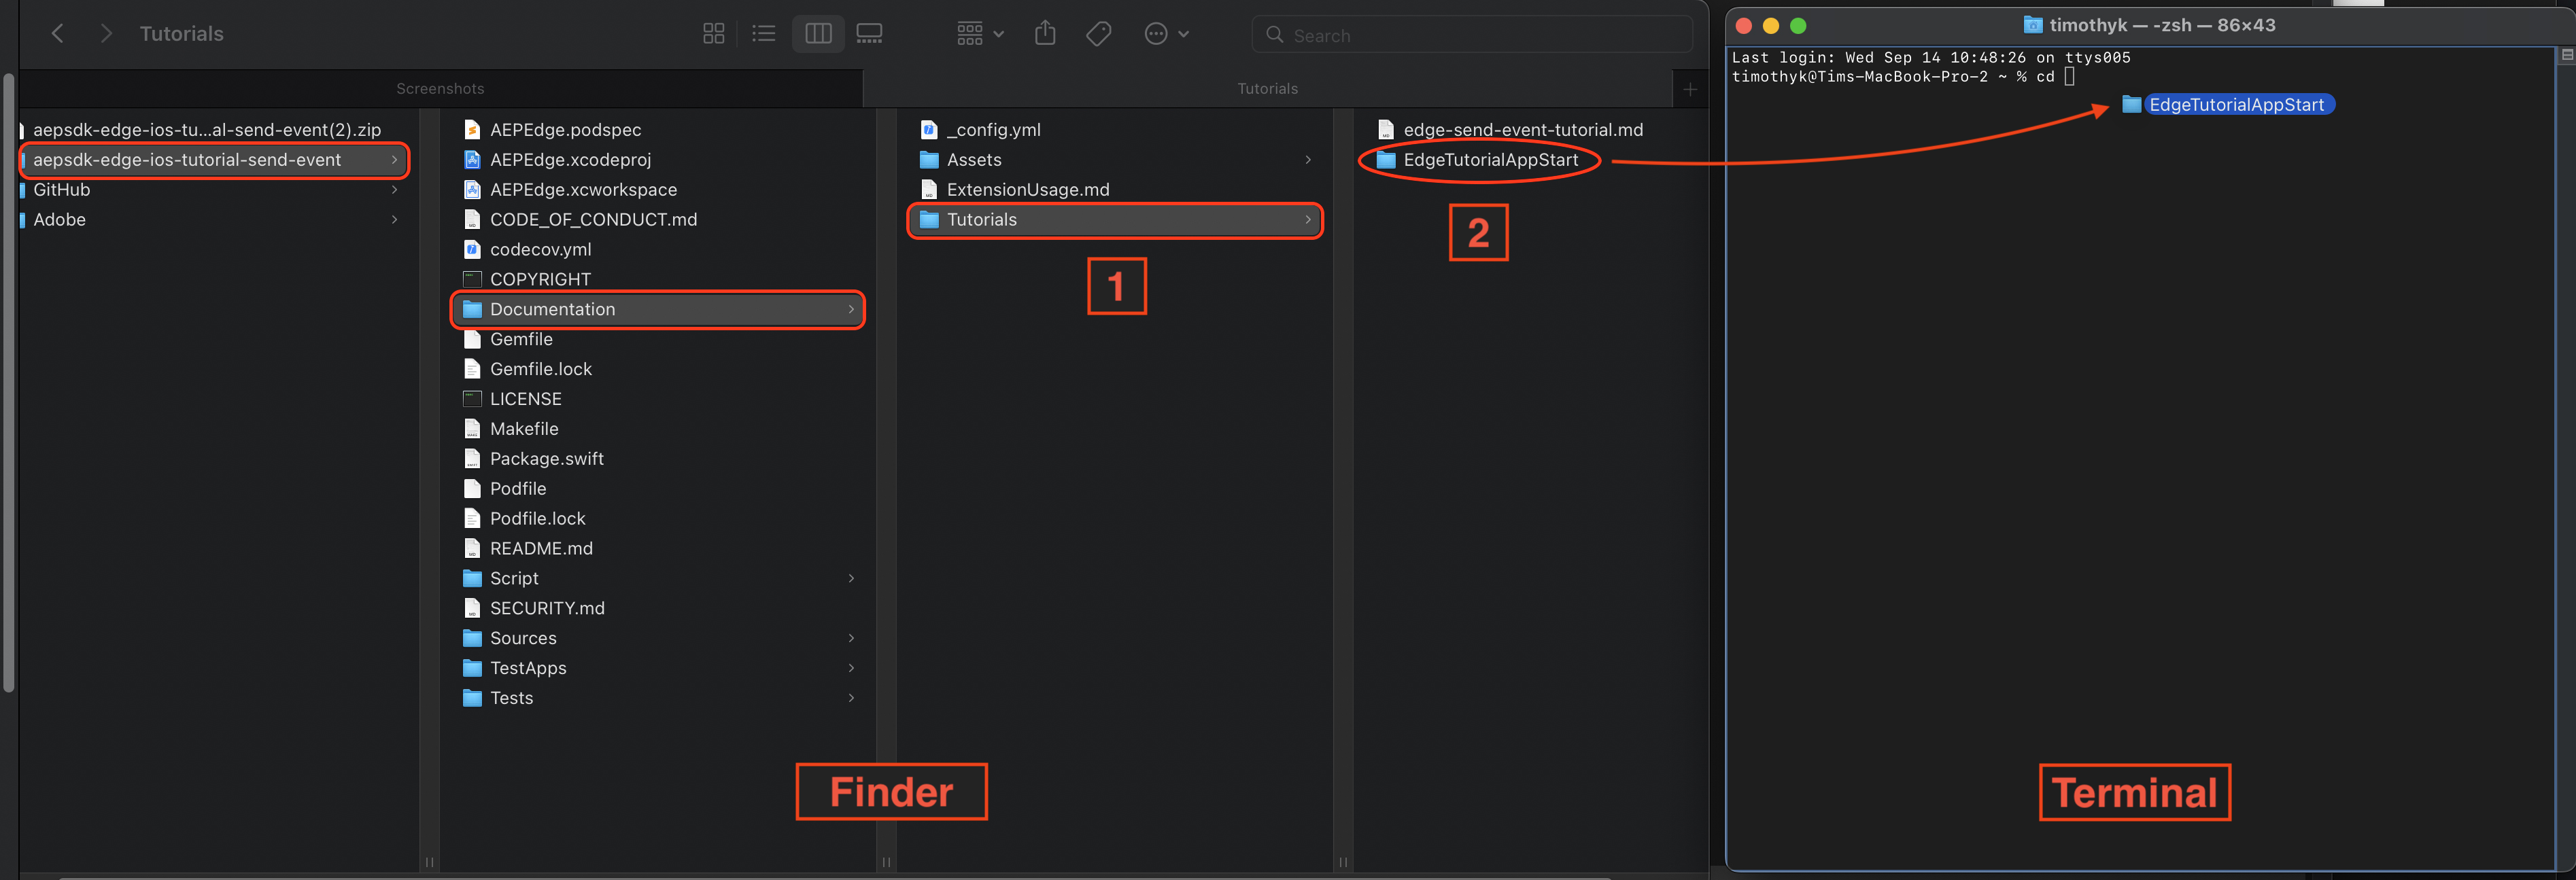 Tutorials
Search
Screenshots
Tutorials
aepsdk-edge-ios-tu...al-send-event(2).zip
aepsdk-edge-ios-tutorial-send-event
GitHub
Adobe
AEPEdge.podspec
AEPEdge.xcodeproj
AEPEdge.xcworkspace
CODE_OF_CONDUCT.md
codecov.yml
COPYRIGHT
Documentation
Gemfile
Gemfile.lock
LICENSE
Makefile
Package.swift
Podfile
Podfile.lock
README.md
Script
SECURITY.md
Sources
TestApps
Tests
_config.yml
Assets
ExtensionUsage.md
Tutorials
1
edge-send-event-tutorial.md
EdgeTutorialAppStart
2
Finder
timothyk — -zsh — 86×43
Last login: Wed Sep 14 10:48:26 on ttys005
timothyk@Tims-MacBook-Pro-2 ~ % cd
EdgeTutorialAppStart
Terminal